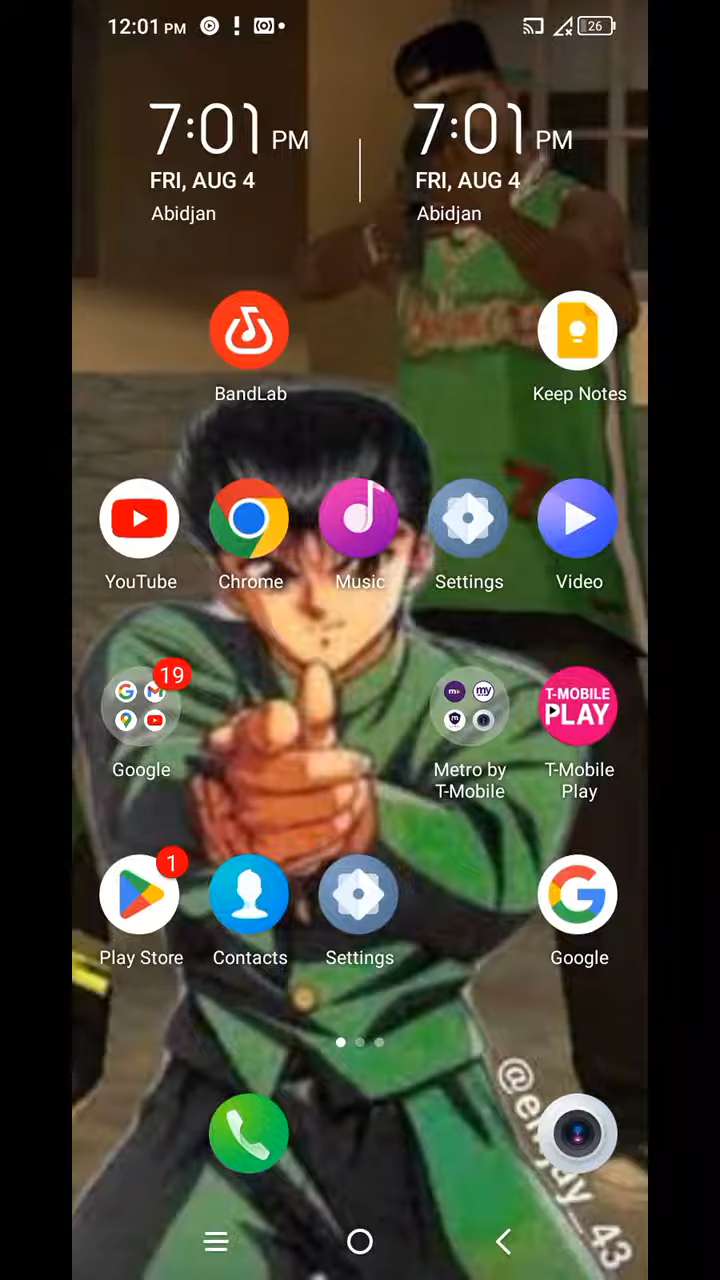 12:01 PM
26
7:01 PM
FRI, AUG 4
Abidjan
7:01 PM
FRI, AUG 4
Abidjan
BandLab
Keep Notes
YouTube
Chrome
Music
Settings
Video
19
Google
Metro by
T-Mobile
T-MOBILE
PLAY
T-Mobile
Play
1
Play Store
Contacts
Settings
Google